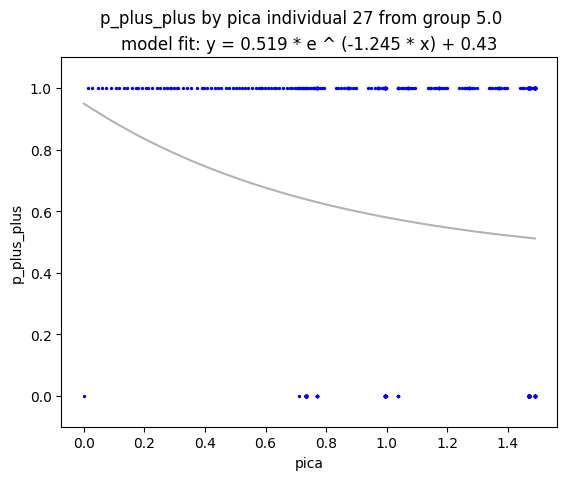 p_plus_plus by pica individual 27 from group 5.0
model fit: y = 0.519 * e ^ (-1.245 * x) + 0.43
1.0
0.8
0.6
0.4
0.2
0.0
p_plus_plus
0.0 0.2 0.4 0.6 0.8 1.0 1.2 1.4
pica